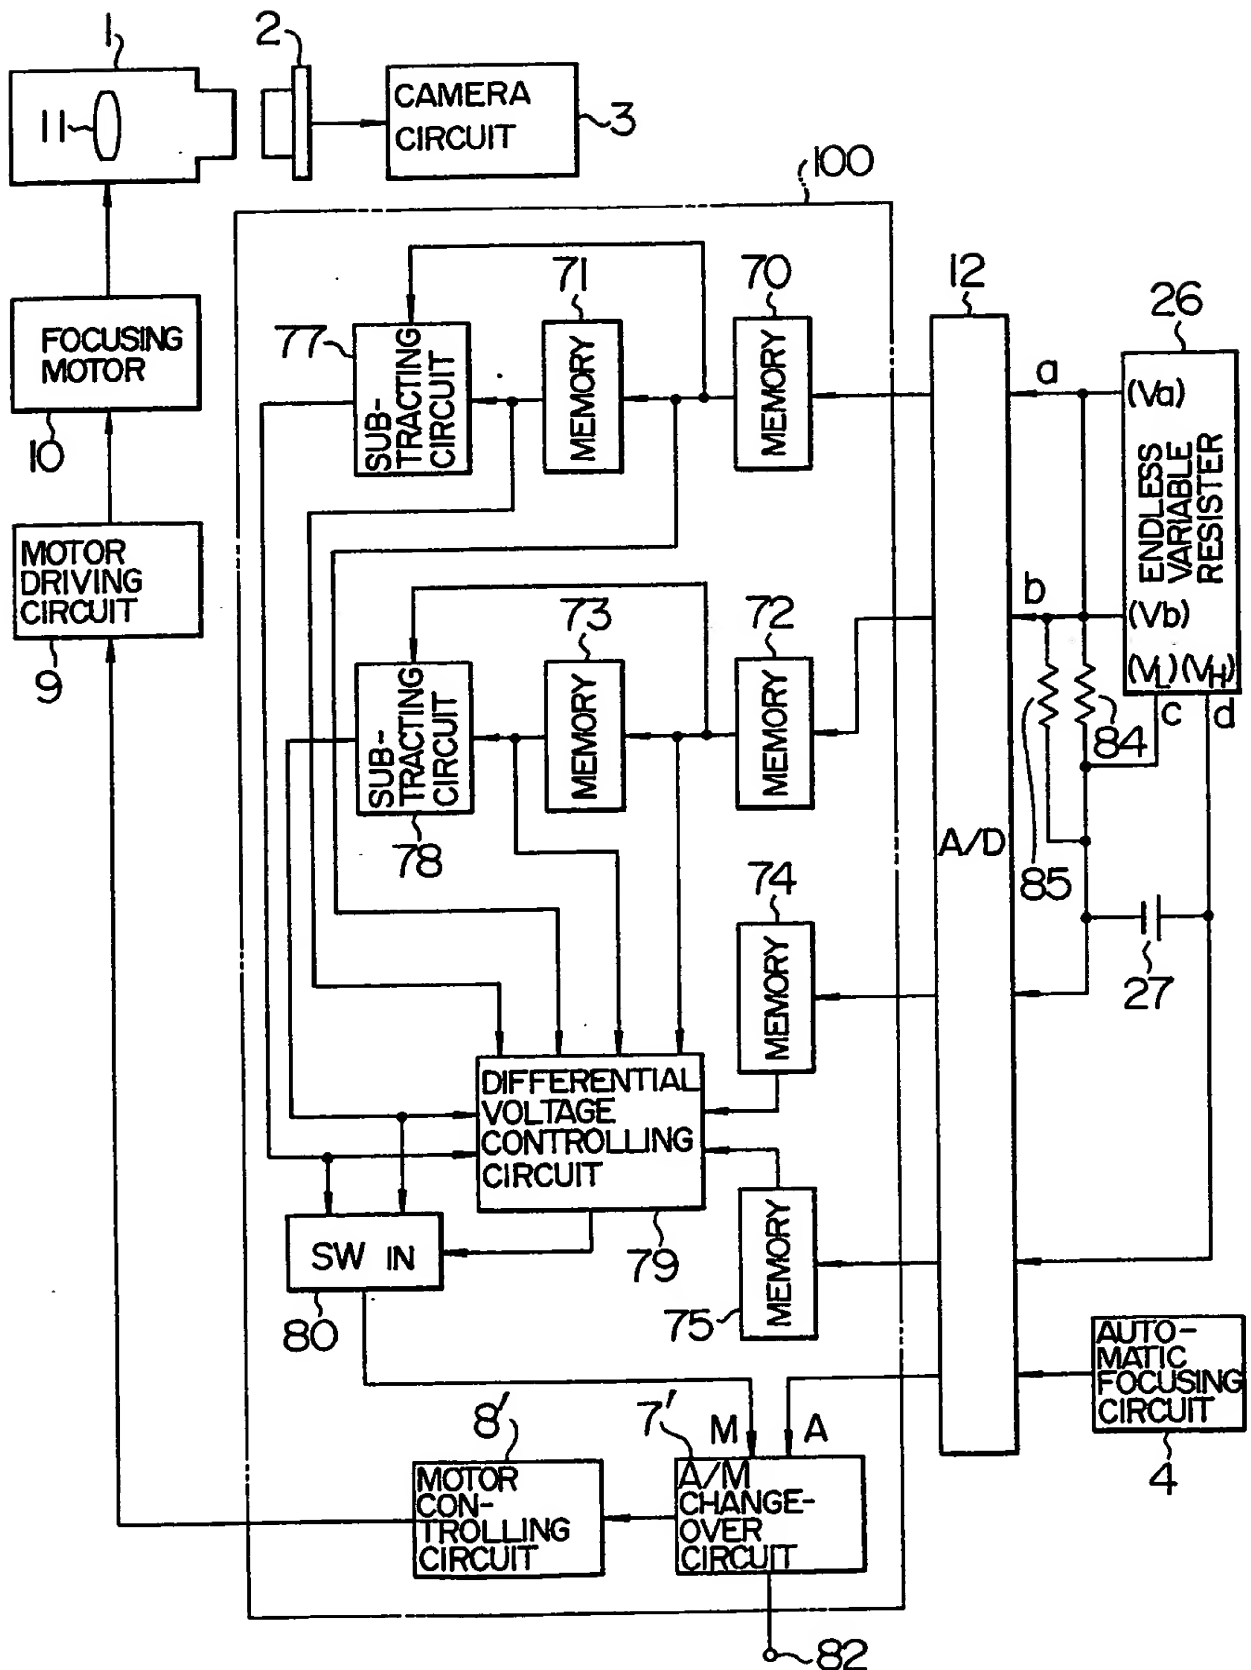 1
2
11
CAMERA
CIRCUIT
3
100
71
70
12
26
77
SUB-
TRACTING
CIRCUIT
MEMORY
MEMORY
a
(Va)
ENDLESS
VARIABLE
RESISTER
FOCUSING
MOTOR
10
MOTOR
DRIVING
CIRCUIT
9
73
72
b
(Vb)
(VL)
(VH)
c
d
SUB-
TRACTING
CIRCUIT
MEMORY
MEMORY
84
78
A/D
85
74
MEMORY
27
DIFFERENTIAL
VOLTAGE
CONTROLLING
CIRCUIT
SW IN
79
80
MEMORY
75
AUTO-
MATIC
FOCUSING
CIRCUIT
4
8'
7'
M
A
MOTOR
CON-
TROLLING
CIRCUIT
A/M
CHANGE-
OVER
CIRCUIT
82